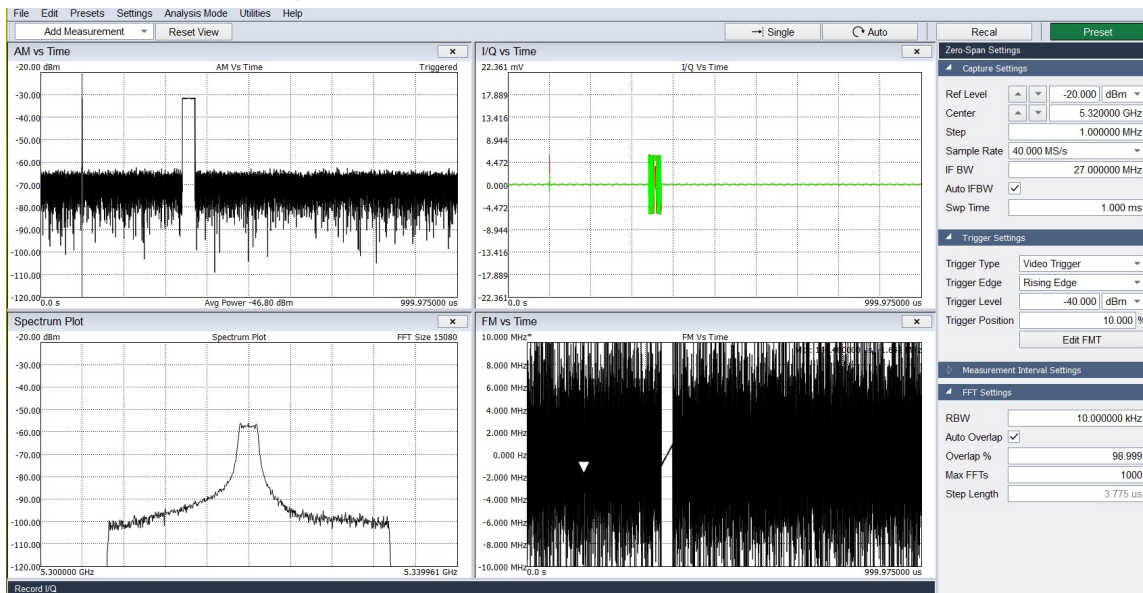 File Edit Presets Settings Analysis Mode Utilities Help
Add Measurement Reset View Single Auto Recal Preset
AM vs Time
-20.00 dBm AM Vs Time Triggered
-30.00
-40.00
-50.00
-60.00
-70.00
-80.00
-90.00
-100.00
-110.00
-120.00
0.0 s Avg Power -46.80 dBm 999.975000 us
I/Q vs Time
22.361 mV I/Q Vs Time
17.889
13.416
8.944
4.472
0.000
-4.472
-8.944
-13.416
-17.889
-22.361
0.0 s 999.975000 us
Spectrum Plot
-20.00 dBm Spectrum Plot FFT Size 15080
-30.00
-40.00
-50.00
-60.00
-70.00
-80.00
-90.00
-100.00
-110.00
-120.00
5.300000 GHz 5.339961 GHz
FM vs Time
10.000 MHz* FM Vs Time
8.000 MHz
6.000 MHz
4.000 MHz
2.000 MHz
0.000 Hz
-2.000 MHz
-4.000 MHz
-6.000 MHz
-8.000 MHz
-10.000 MHz
0.0 s 999.975000 us
Zero-Span Settings
Capture Settings
Ref Level -20.000 dBm
Center 5.320000 GHz
Step 1.000000 MHz
Sample Rate 40.000 MS/s
IF BW 27.000000 MHz
Auto IFBW
Swp Time 1.000 ms
Trigger Settings
Trigger Type Video Trigger
Trigger Edge Rising Edge
Trigger Level -40.000 dBm
Trigger Position 10.000 %
Edit FMT
Measurement Interval Settings
FFT Settings
RBW 10.000000 kHz
Auto Overlap
Overlap % 98.999
Max FFTs 1000
Step Length 3.775 us
Record I/Q